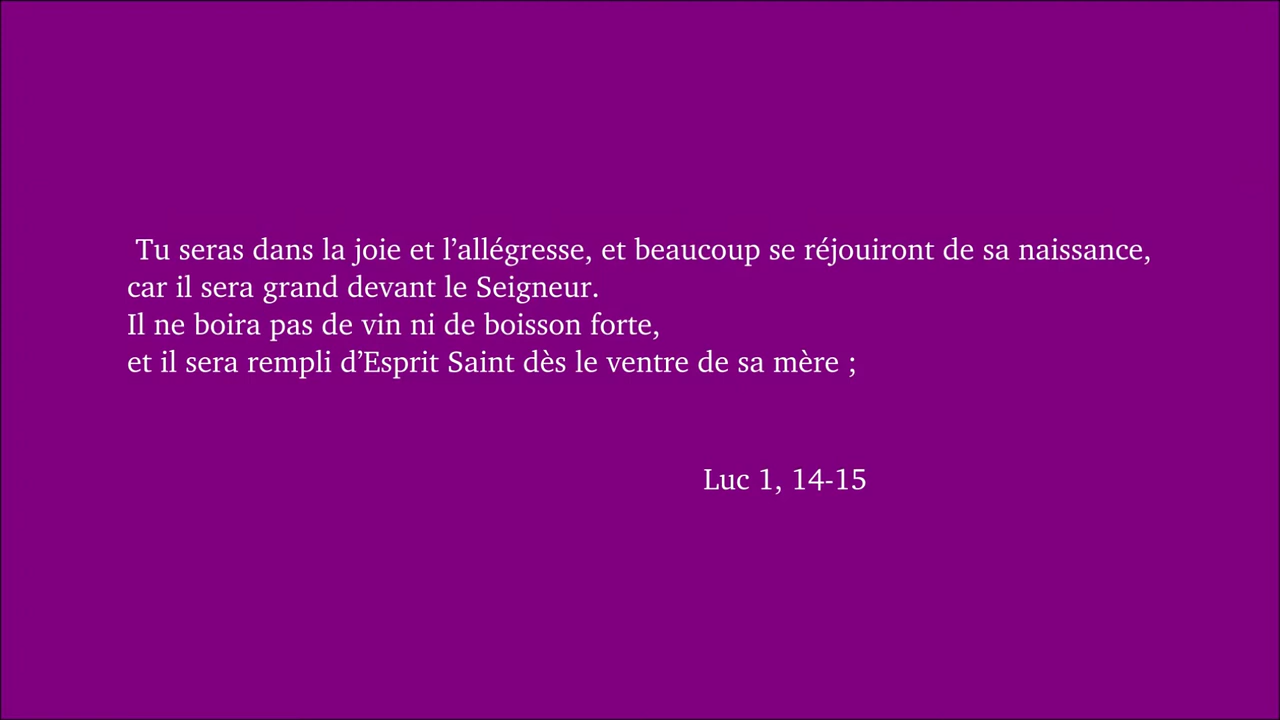 Tu seras dans la joie et l’allégresse, et beaucoup se réjouiront de sa naissance,
car il sera grand devant le Seigneur.
Il ne boira pas de vin ni de boisson forte,
et il sera rempli d’Esprit Saint dès le ventre de sa mère ;
Luc 1, 14-15